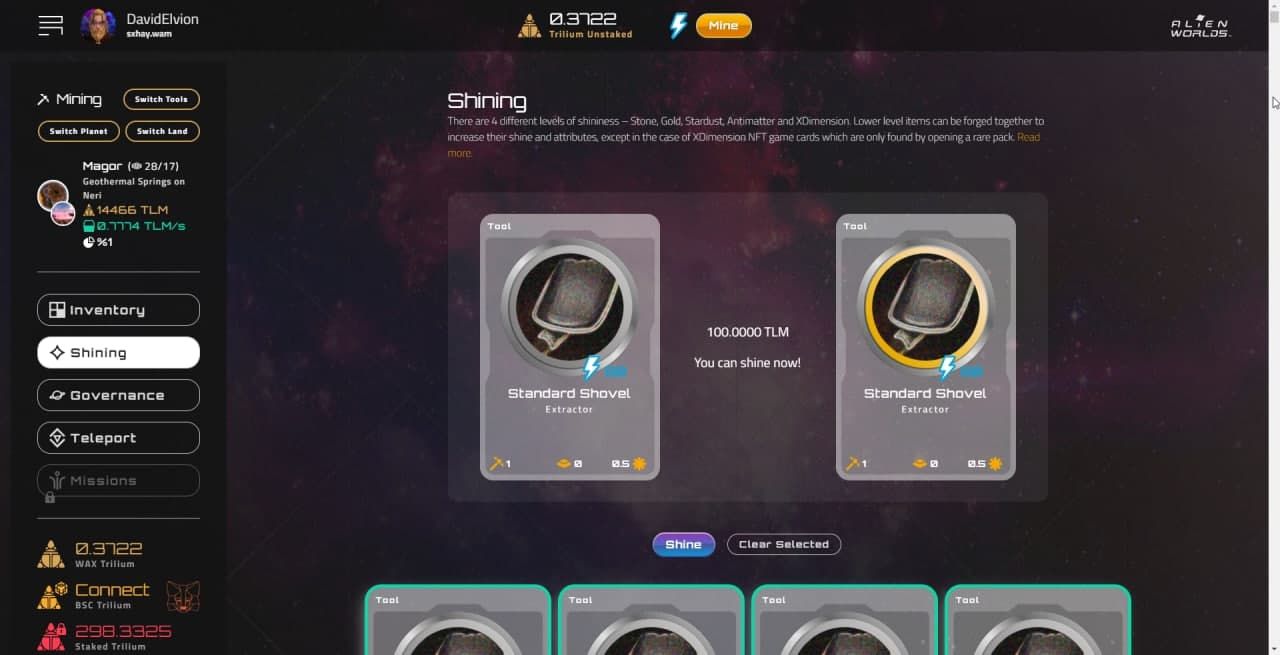 DavidElvion
sxhay.wam
0.3722
Trilium Unstaked
Mine
ALIEN
WORLDS
Mining
Switch Tools
Switch Planet
Switch Land
Magor (28/17)
Geothermal Springs on
Neri
14466 TLM
0.7774 TLM/s
%1
Inventory
Shining
Governance
Teleport
Missions
0.3722
WAX Trilium
Connect
BSC Trilium
298.3325
Staked Trilium
Shining
There are 4 different levels of shininess – Stone, Gold, Stardust, Antimatter and XDimension. Lower level items can be forged together to
increase their shine and attributes, except in the case of XDimension NFT game cards which are only found by opening a rare pack. Read
more.
Tool
Standard Shovel
Extractor
1 0 0.5
100.0000 TLM
You can shine now!
Tool
Standard Shovel
Extractor
1 0 0.5
Shine
Clear Selected
Tool
Tool
Tool
Tool